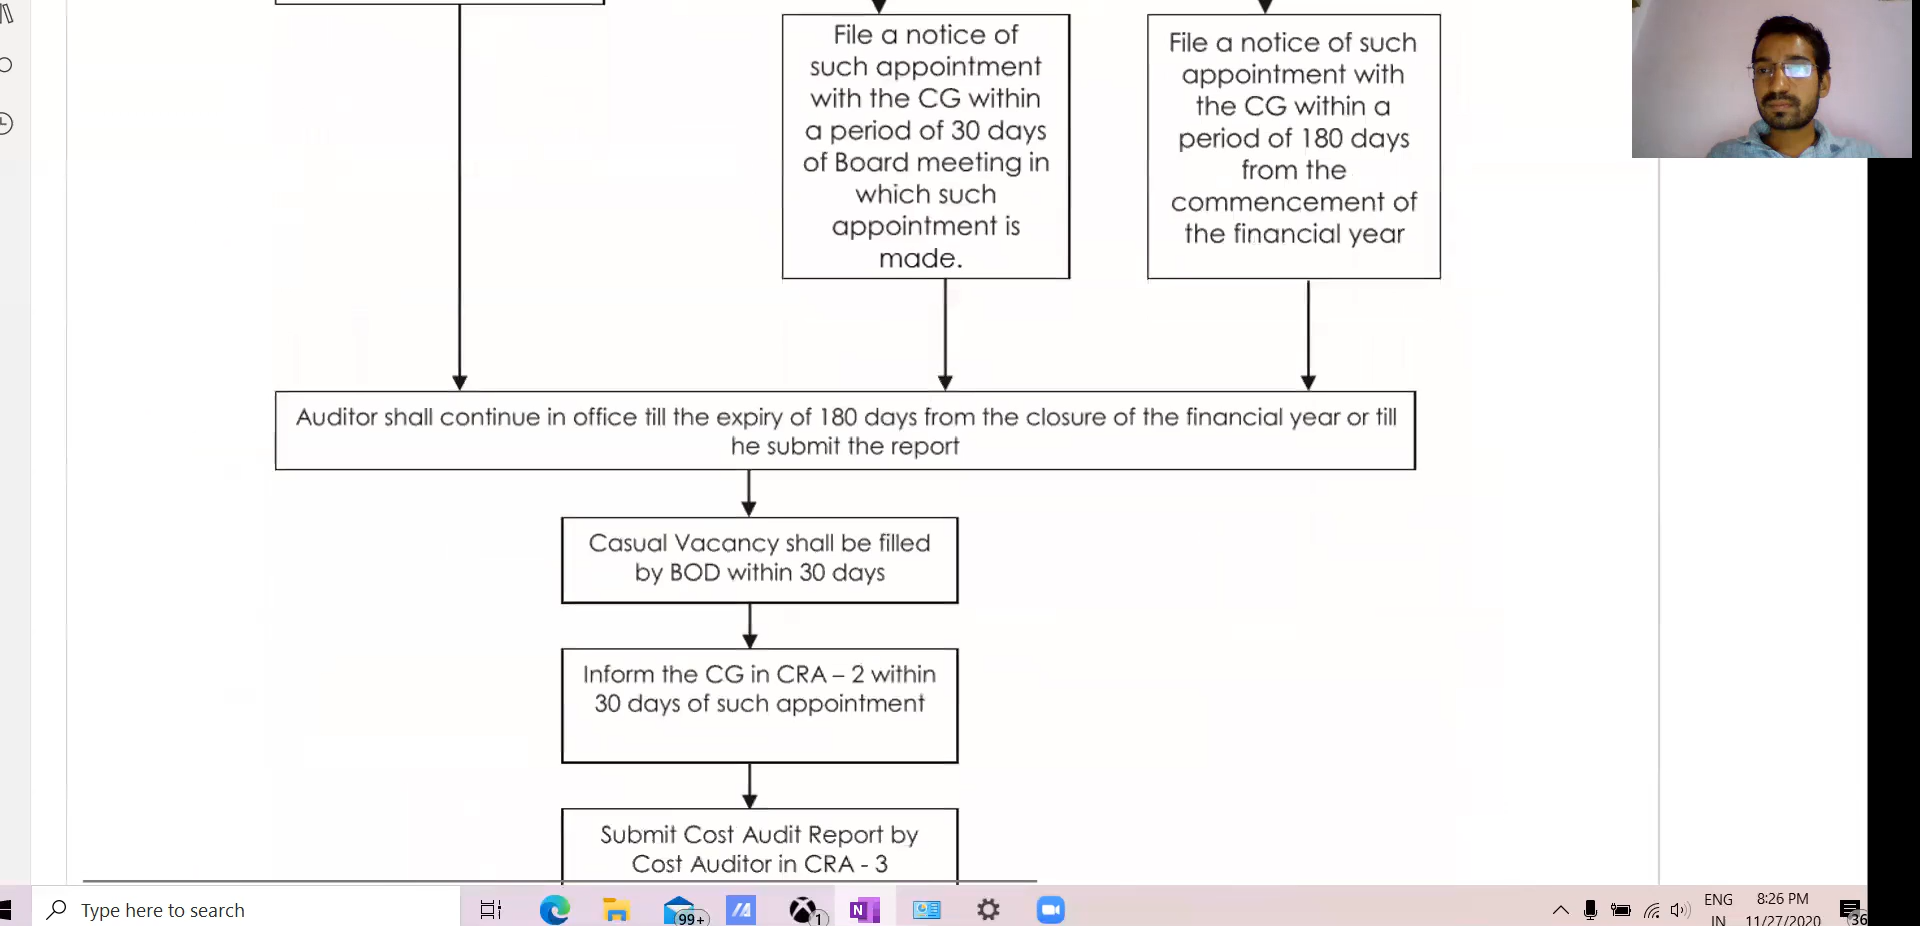 File a notice of
such appointment
with the CG within
a period of 30 days
of Board meeting in
which such
appointment is
made.
File a notice of such
appointment with
the CG within a
period of 180 days
from the
commencement of
the financial year
Auditor shall continue in office till the expiry of 180 days from the closure of the financial year or till
he submit the report
Casual Vacancy shall be filled
by BOD within 30 days
Inform the CG in CRA – 2 within
30 days of such appointment
Submit Cost Audit Report by
Cost Auditor in CRA - 3
Type here to search
99+
1
N
ENG
IN
8:26 PM
11/27/2020
36